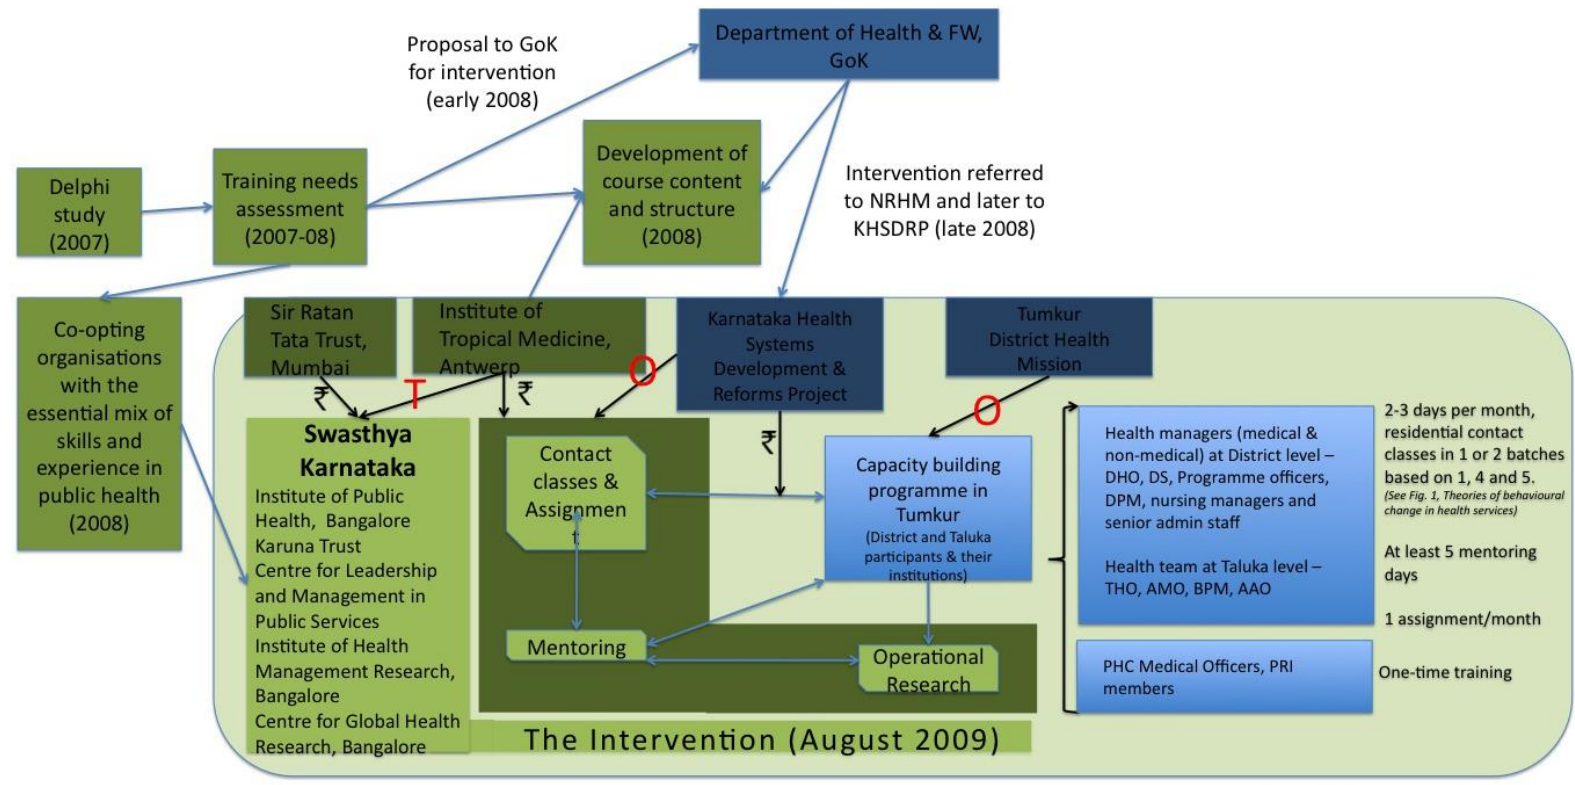 Department of Health & FW,
GoK
Proposal to GoK
for intervention
(early 2008)
Delphi
study
(2007)
Training needs
assessment
(2007-08)
Development of
course content
and structure
(2008)
Intervention referred
to NRHM and later to
KHSDRP (late 2008)
Co-opting
organisations
with the
essential mix of
skills and
experience in
public health
(2008)
Sir Ratan
Tata Trust,
Mumbai
Institute of
Tropical Medicine,
Antwerp
Karnataka Health
Systems
Development &
Reforms Project
Tumkur
District Health
Mission
₹
T
₹
O
₹
O
Swasthya
Karnataka
Institute of Public
Health, Bangalore
Karuna Trust
Centre for Leadership
and Management in
Public Services
Institute of Health
Management Research,
Bangalore
Centre for Global Health
Research, Bangalore
Contact
classes &
Assignmen
t
Mentoring
Capacity building
programme in
Tumkur
(District and Taluka
participants & their
institutions)
Operational
Research
Health managers (medical &
non-medical) at District level –
DHO, DS, Programme officers,
DPM, nursing managers and
senior admin staff
Health team at Taluka level –
THO, AMO, BPM, AAO
PHC Medical Officers, PRI
members
2-3 days per month,
residential contact
classes in 1 or 2 batches
based on 1, 4 and 5.
(See Fig. 1, Theories of behavioural
change in health services)
At least 5 mentoring
days
1 assignment/month
One-time training
The Intervention (August 2009)